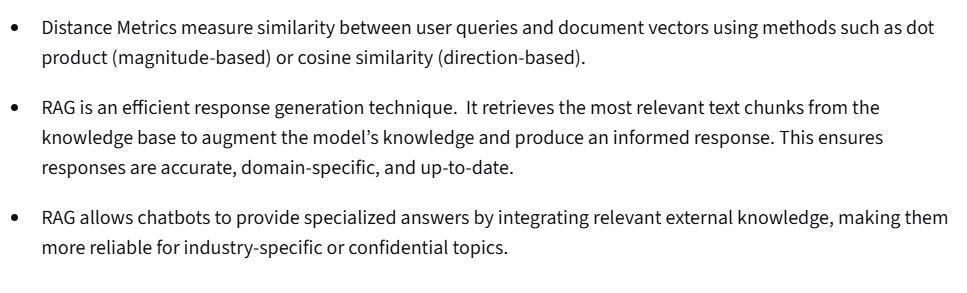 • Distance Metrics measure similarity between user queries and document vectors using methods such as dot
product (magnitude-based) or cosine similarity (direction-based).
• RAG is an efficient response generation technique.  It retrieves the most relevant text chunks from the
knowledge base to augment the model’s knowledge and produce an informed response. This ensures
responses are accurate, domain-specific, and up-to-date.
• RAG allows chatbots to provide specialized answers by integrating relevant external knowledge, making them
more reliable for industry-specific or confidential topics.